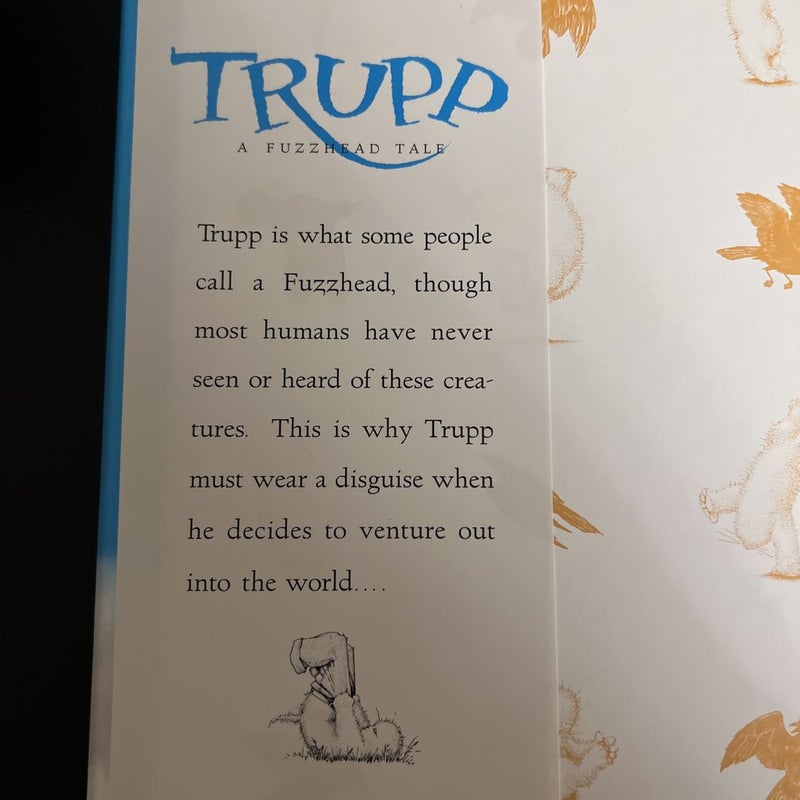 TRUPP
A FUZZHEAD TALE
Trupp is what some people
call a Fuzzhead, though
most humans have never
seen or heard of these crea-
tures. This is why Trupp
must wear a disguise when
he decides to venture out
into the world....